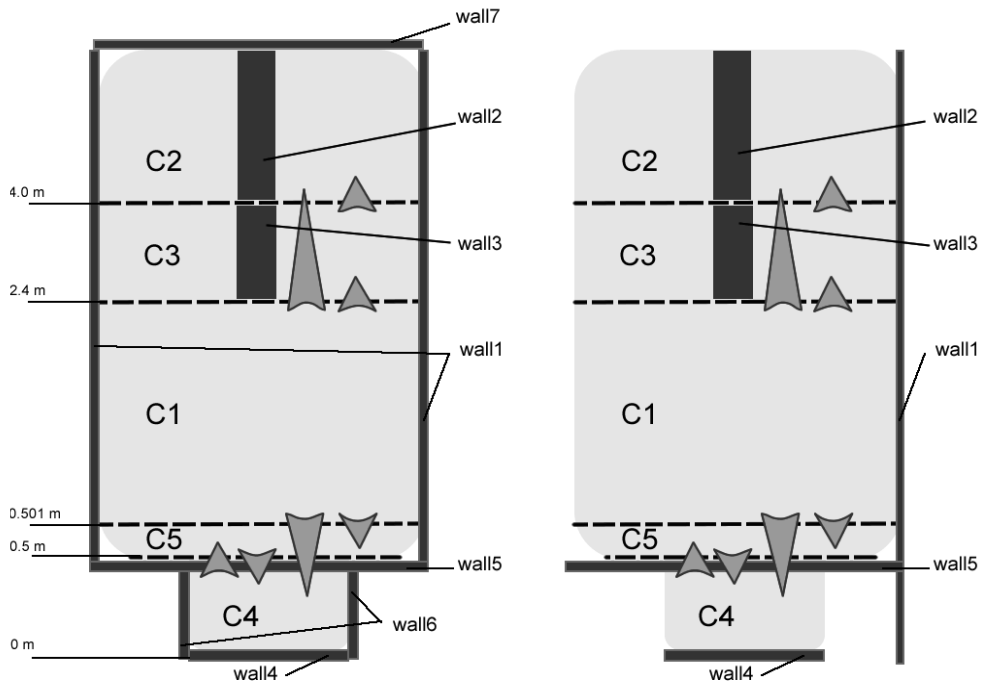 wall7
wall2
C2
4.0 m
wall3
C3
2.4 m
wall1
C1
0.501 m
C5
0.5 m
wall5
C4
wall6
0 m
wall4
wall2
C2
wall3
C3
wall1
C1
C5
wall5
C4
wall4